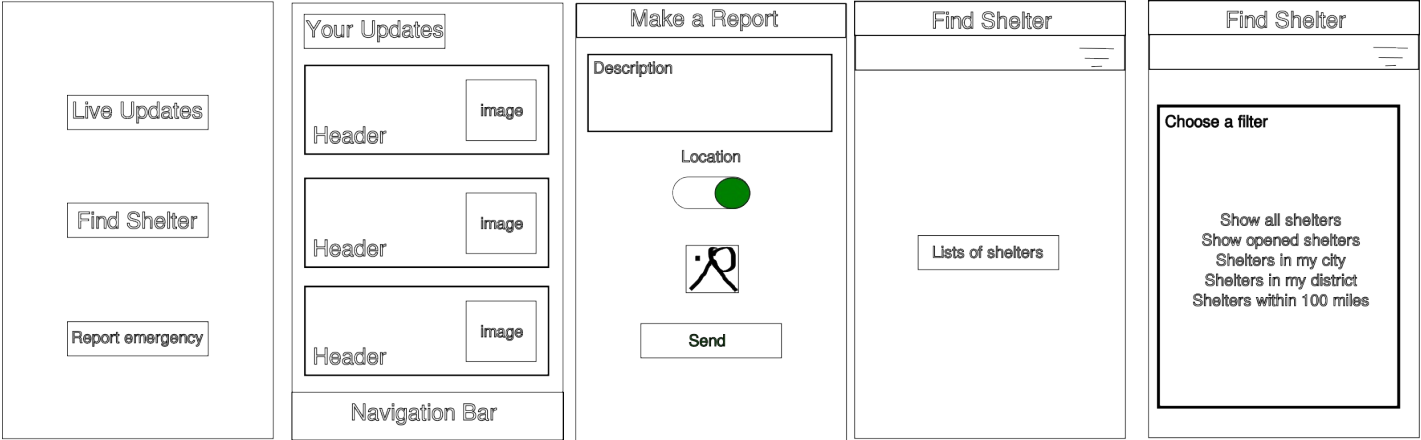 Live Updates
Find Shelter
Report emergency
Your Updates
image
Header
image
Header
image
Header
Navigation Bar
Make a Report
Description
Location
Send
Find Shelter
Lists of shelters
Find Shelter
Choose a filter
Show all shelters
Show opened shelters
Shelters in my city
Shelters in my district
Shelters within 100 miles